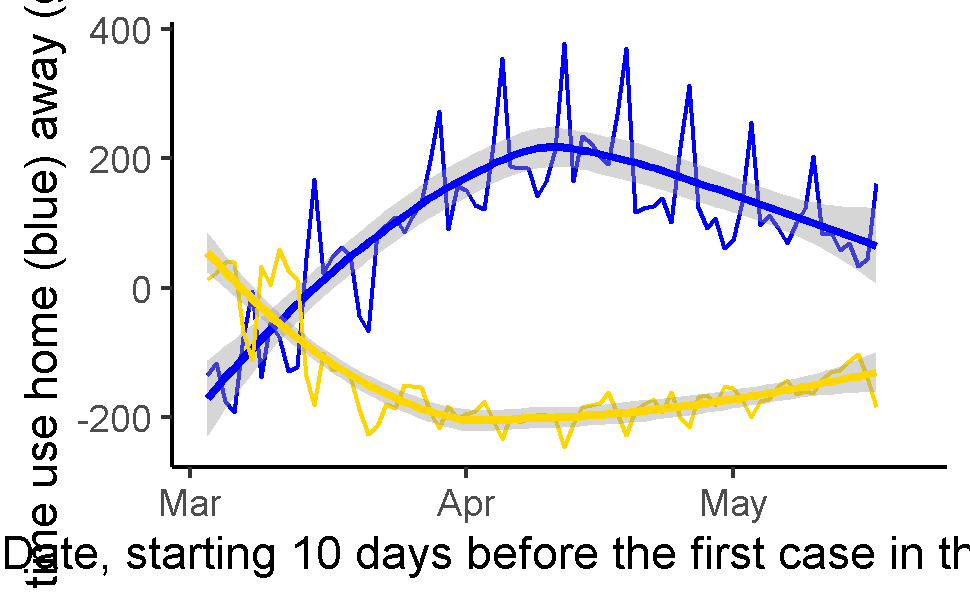 400
200
0
-200
time use home (blue) away (
Mar Apr May
Date, starting 10 days before the first case in th